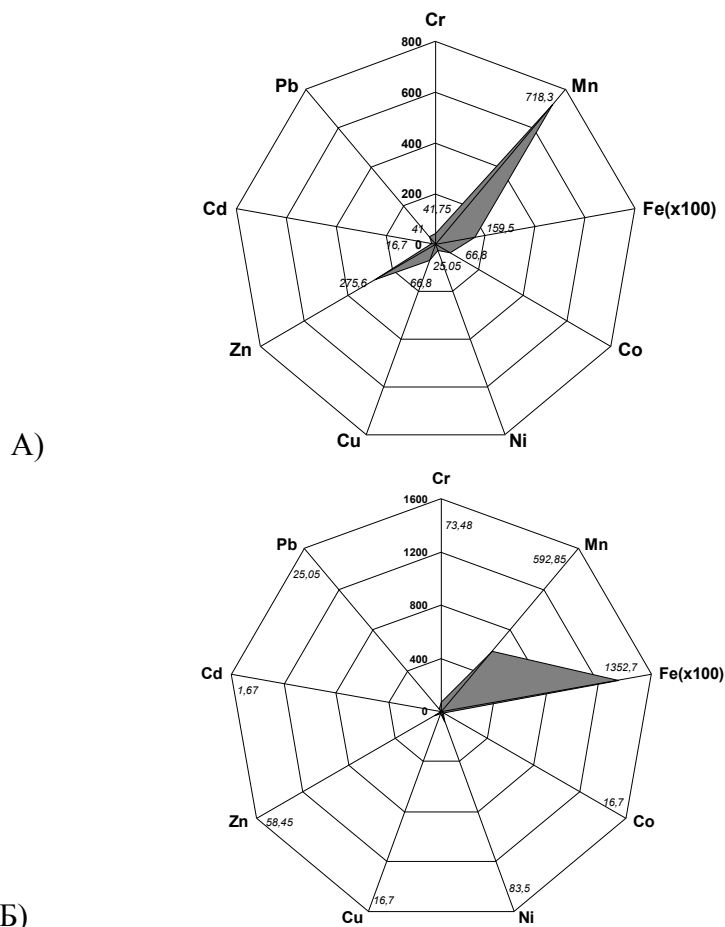 Cr
800
Pb
Mn
718,3
600
400
Cd
Fe(x100)
200
41,75
41
159,5
16,7
0
66,8
25,05
275,6
66,8
Zn
Co
Cu
Ni
А)
Cr
1600
73,48
Pb
Mn
25,05
592,85
1200
800
Cd
Fe(x100)
1352,7
1,67
400
0
16,7
Zn
58,45
Co
16,7
83,5
Cu
Ni
Б)